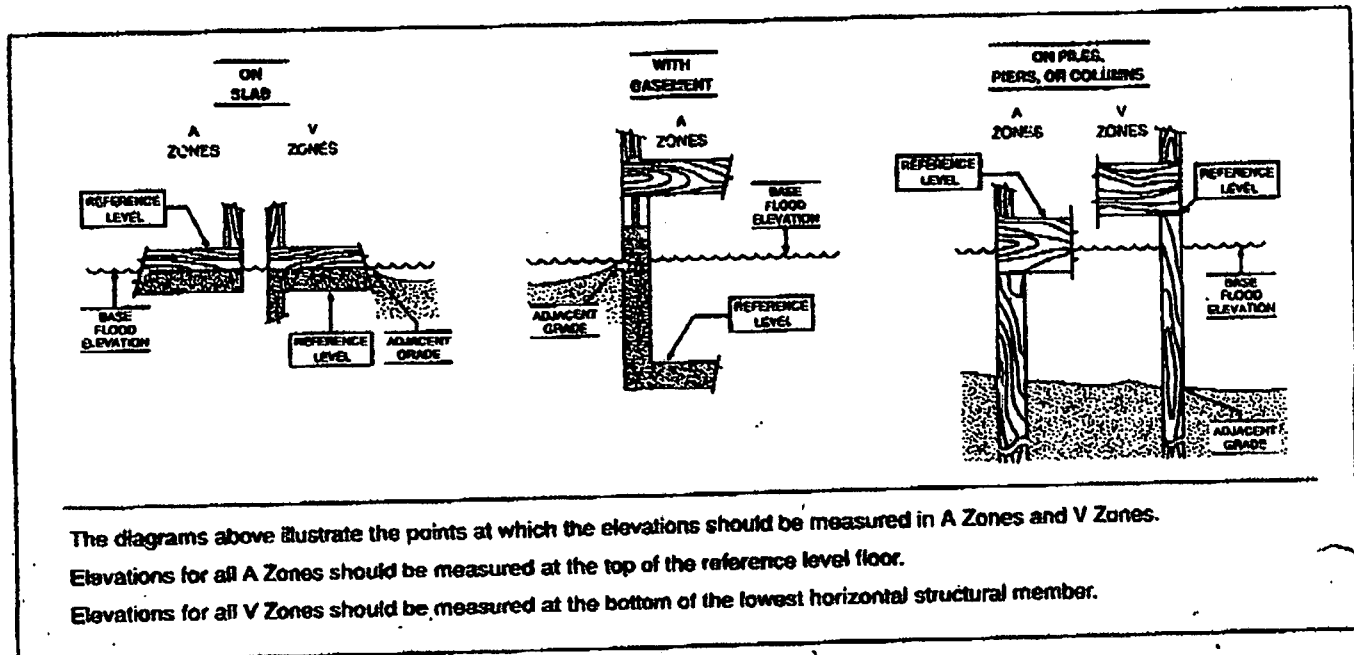 ON
SLAB
A
ZONES
V
ZONES
REFERENCE
LEVEL
BASE
FLOOD
ELEVATION
REFERENCE
LEVEL
ADJACENT
GRADE
WITH
BASEMENT
A
ZONES
BASE
FLOOD
ELEVATION
ADJACENT
GRADE
REFERENCE
LEVEL
ON PILES,
PIERS, OR COLUMNS
A
ZONES
V
ZONES
REFERENCE
LEVEL
REFERENCE
LEVEL
BASE
FLOOD
ELEVATION
ADJACENT
GRADE
The diagrams above illustrate the points at which the elevations should be measured in A Zones and V Zones.
Elevations for all A Zones should be measured at the top of the reference level floor.
Elevations for all V Zones should be measured at the bottom of the lowest horizontal structural member.